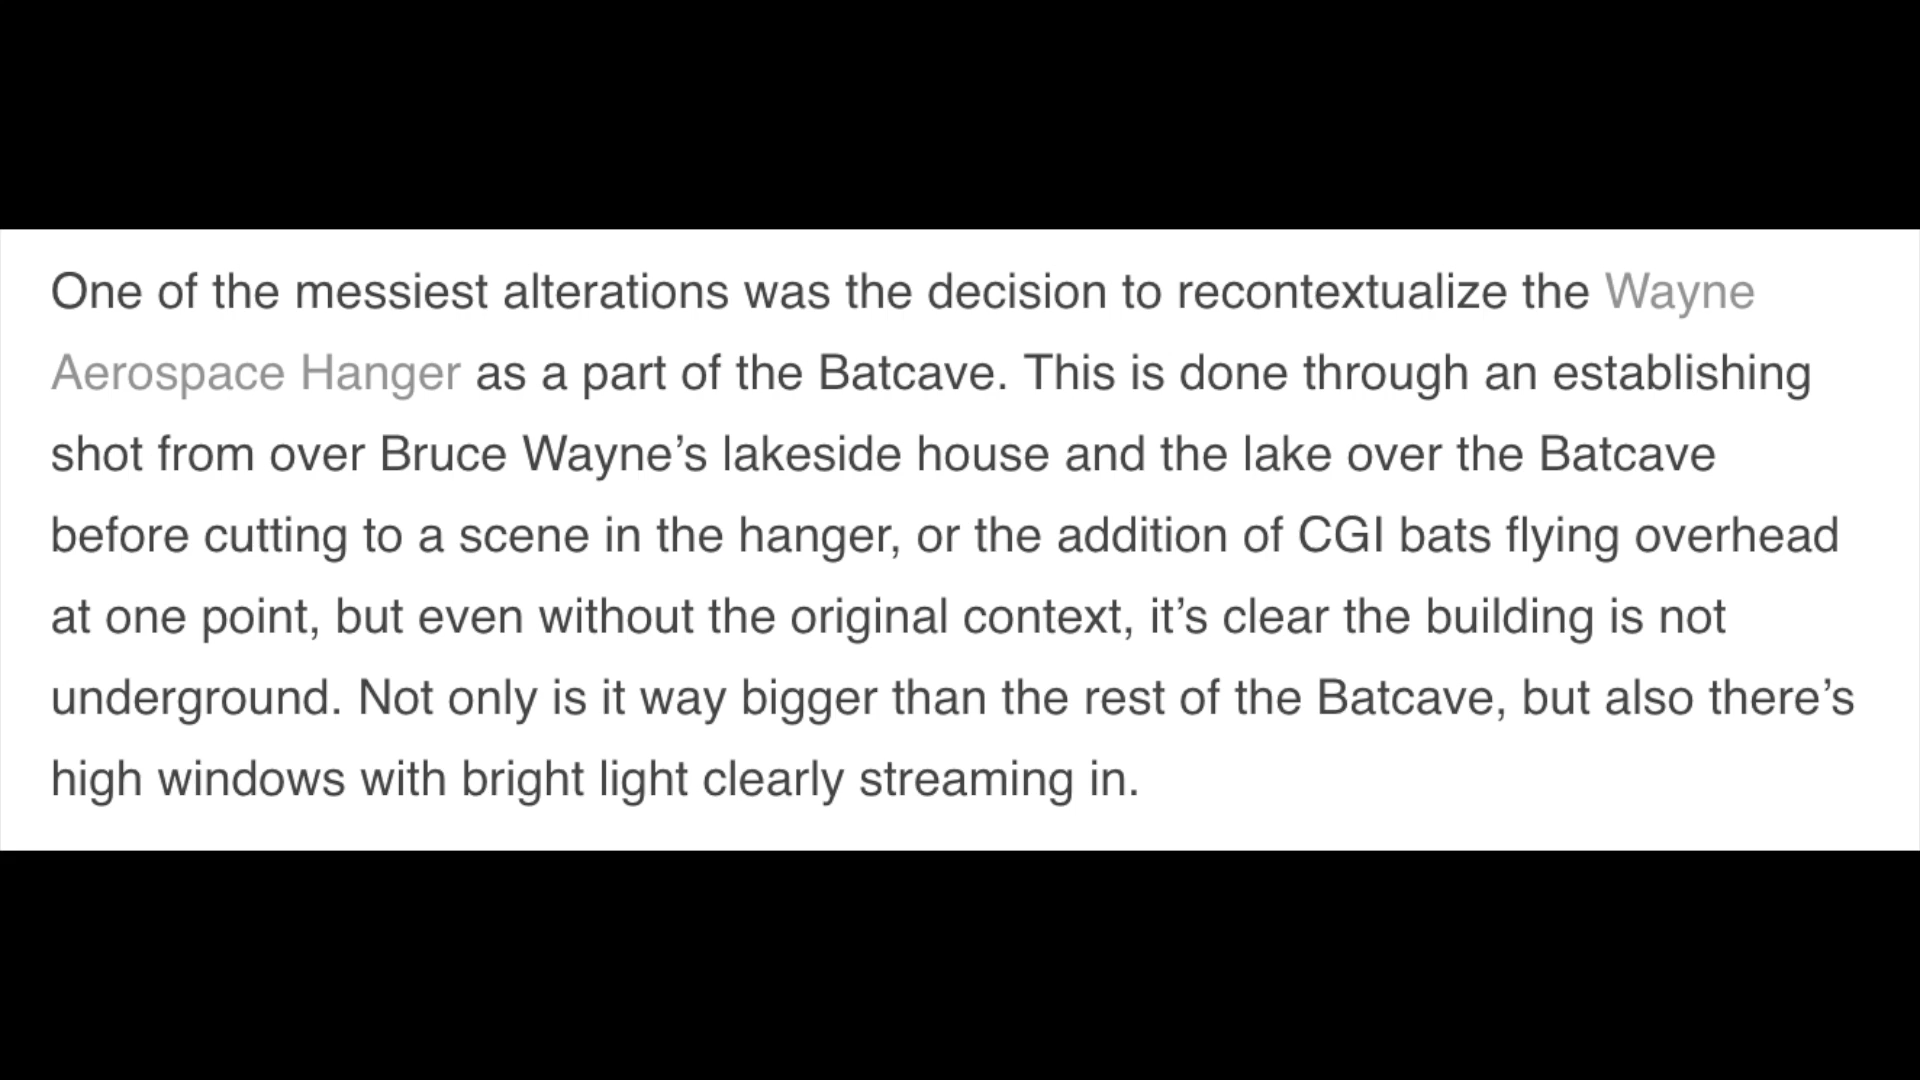 One of the messiest alterations was the decision to recontextualize the Wayne
Aerospace Hanger as a part of the Batcave. This is done through an establishing
shot from over Bruce Wayne’s lakeside house and the lake over the Batcave
before cutting to a scene in the hanger, or the addition of CGI bats flying overhead
at one point, but even without the original context, it’s clear the building is not
underground. Not only is it way bigger than the rest of the Batcave, but also there’s
high windows with bright light clearly streaming in.